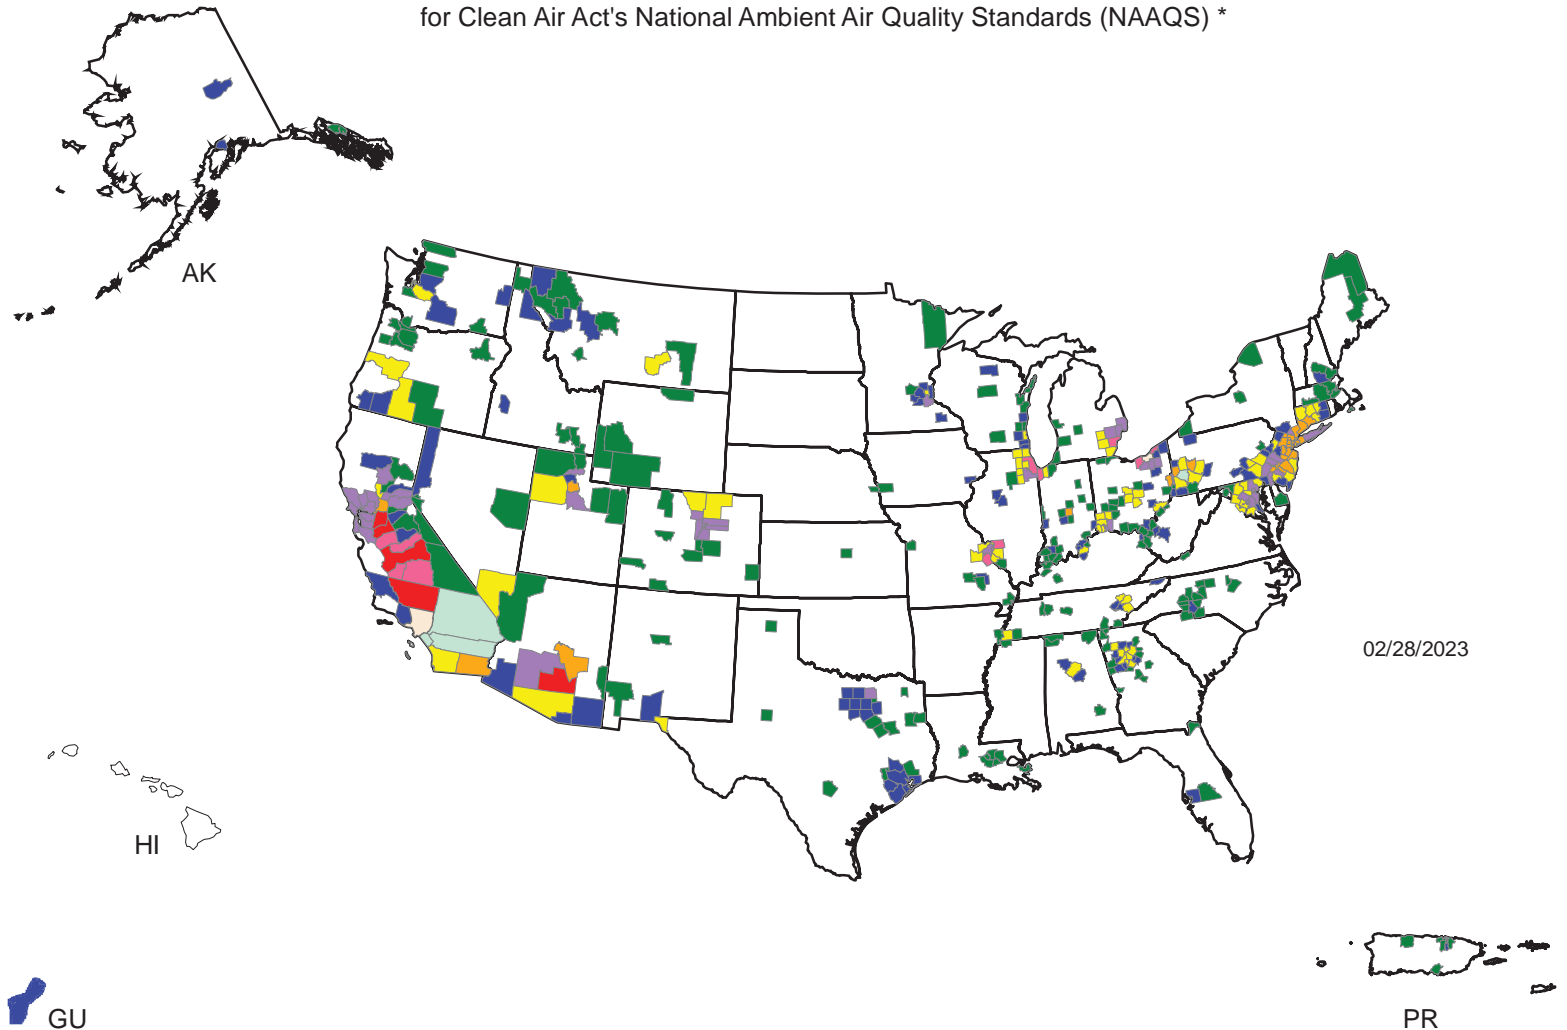 for Clean Air Act's National Ambient Air Quality Standards (NAAQS) *
AK
02/28/2023
HI
GU
PR